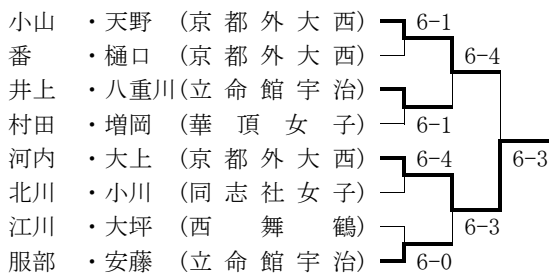 小山 ・天野 (京都外大西) 6-1
番 ・樋口 (京都外大西) 6-4
井上 ・八重川(立命館宇治)
村田 ・増岡 (華頂女子) 6-1
河内 ・大上 (京都外大西) 6-4 6-3
北川 ・小川 (同志社女子)
江川 ・大坪 (西舞鶴) 6-3
服部 ・安藤 (立命館宇治) 6-0